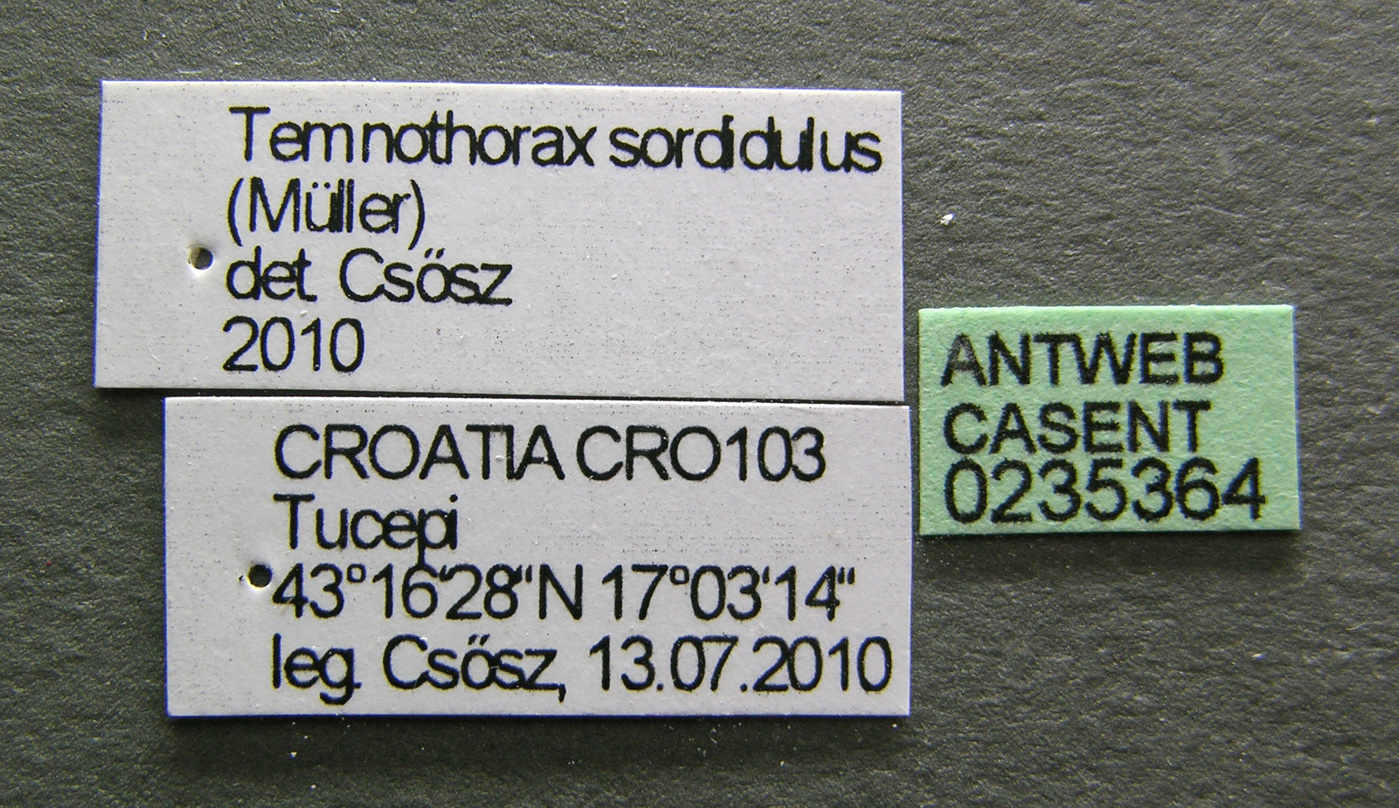 Temnothorax sordidulus
(Müller)
det. Csősz
2010
CROATIA CRO103
Tucepi
43°16'28"N 17°03'14"
leg. Csősz, 13.07.2010
ANTWEB
CASENT
0235364